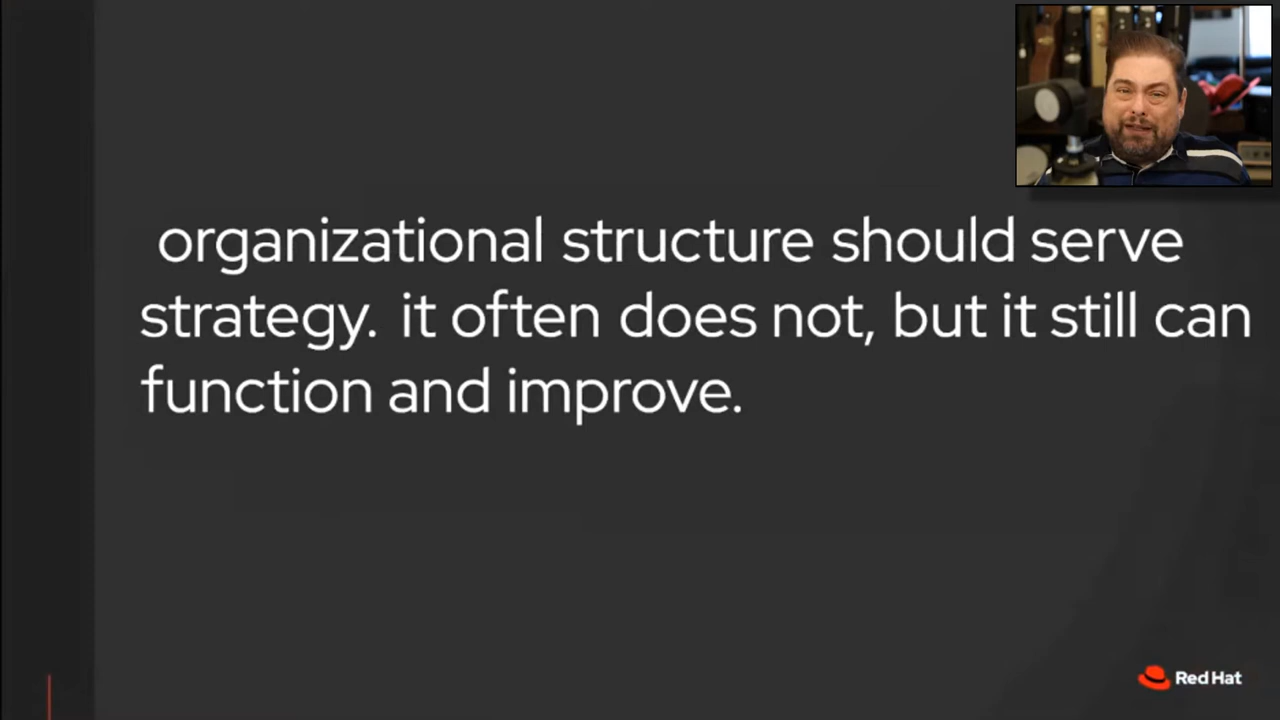 organizational structure should serve
strategy. it often does not, but it still can
function and improve.
Red Hat